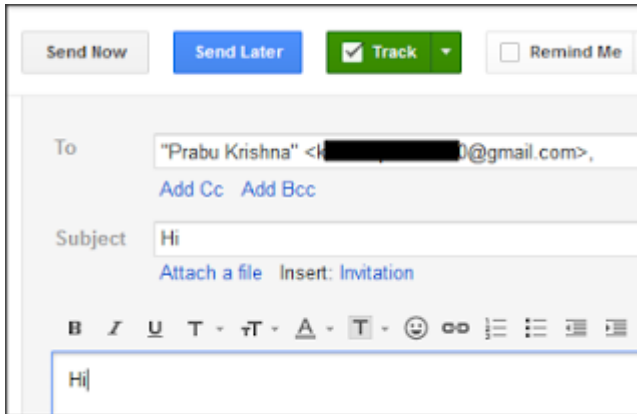 Send Now Send Later Track Remind Me
To "Prabu Krishna" <k 0@gmail.com>,
Add Cc Add Bcc
Subject Hi
Attach a file Insert: Invitation
B I U T TT A T
Hi